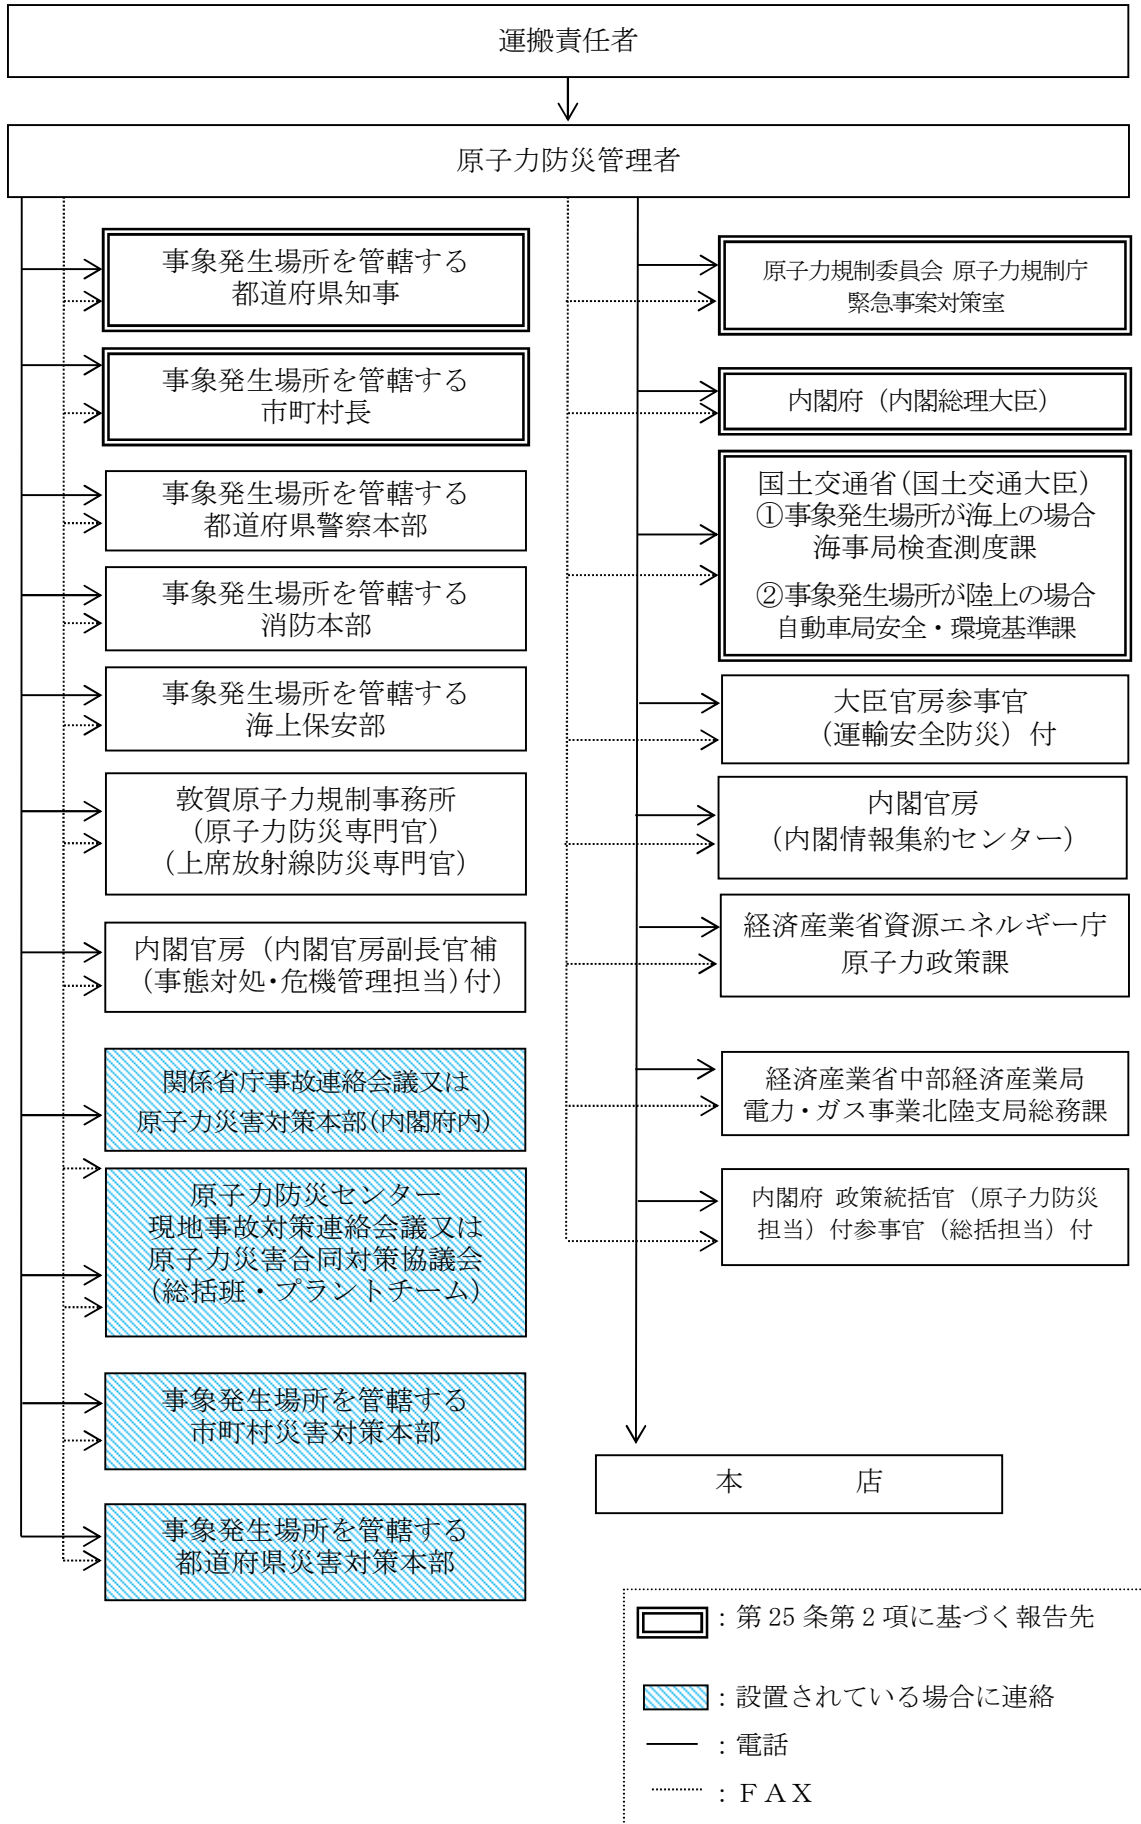 運搬責任者
原子力防災管理者
事象発生場所を管轄する
都道府県知事
事象発生場所を管轄する
市町村長
事象発生場所を管轄する
都道府県警察本部
事象発生場所を管轄する
消防本部
事象発生場所を管轄する
海上保安部
敦賀原子力規制事務所
（原子力防災専門官）
（上席放射線防災専門官）
内閣官房（内閣官房副長官補
（事態対処・危機管理担当）付）
関係省庁事故連絡会議又は
原子力災害対策本部（内閣府内）
原子力防災センター
現地事故対策連絡会議又は
原子力災害合同対策協議会
（総括班・プラントチーム）
事象発生場所を管轄する
市町村災害対策本部
事象発生場所を管轄する
都道府県災害対策本部
原子力規制委員会 原子力規制庁
緊急事案対策室
内閣府（内閣総理大臣）
国土交通省（国土交通大臣）
①事象発生場所が海上の場合
海事局検査測度課
②事象発生場所が陸上の場合
自動車局安全・環境基準課
大臣官房参事官
（運輸安全防災）付
内閣官房
（内閣情報集約センター）
経済産業省資源エネルギー庁
原子力政策課
経済産業省中部経済産業局
電力・ガス事業北陸支局総務課
内閣府 政策統括官（原子力防災
担当）付参事官（総括担当）付
本　　　　店
：第 25 条第 2 項に基づく報告先
：設置されている場合に連絡
：電話
：ＦＡＸ